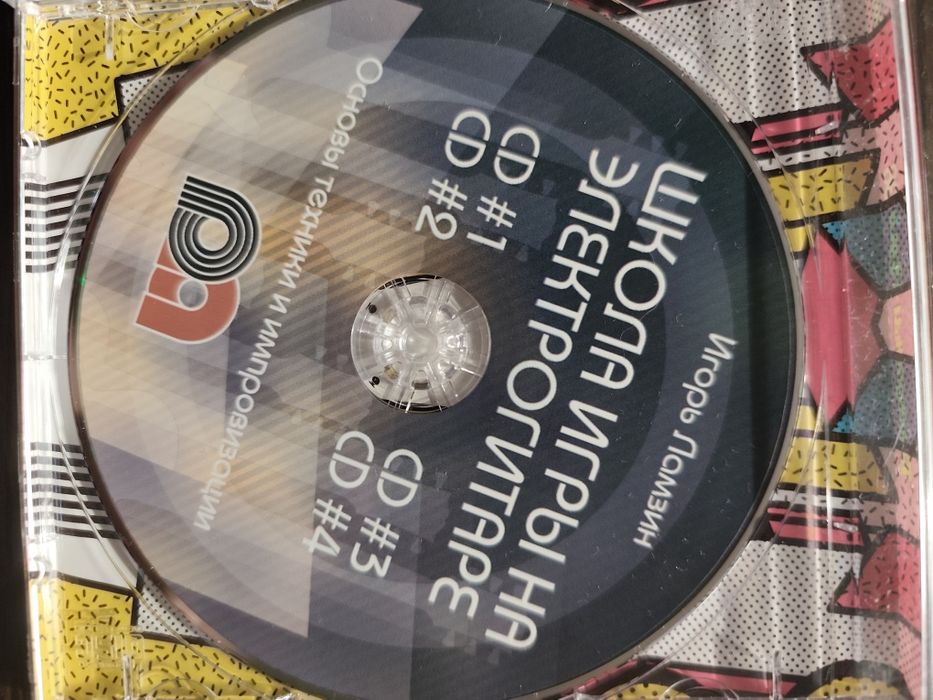 Игорь Ламзин
ШКОЛА ИГРЫ НА
ЭЛЕКТРОГИТАРЕ
CD #1
CD #2
CD #3
CD #4
Основы техники и импровизации